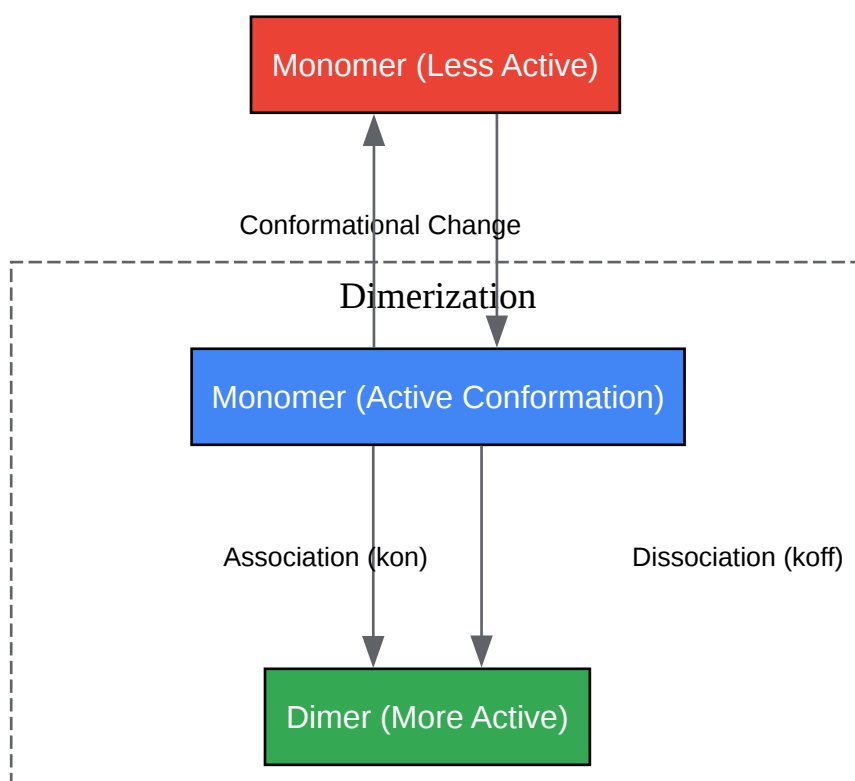 Monomer (Less Active)
Conformational Change
Dimerization
Monomer (Active Conformation)
Association (kon)
Dissociation (koff)
Dimer (More Active)